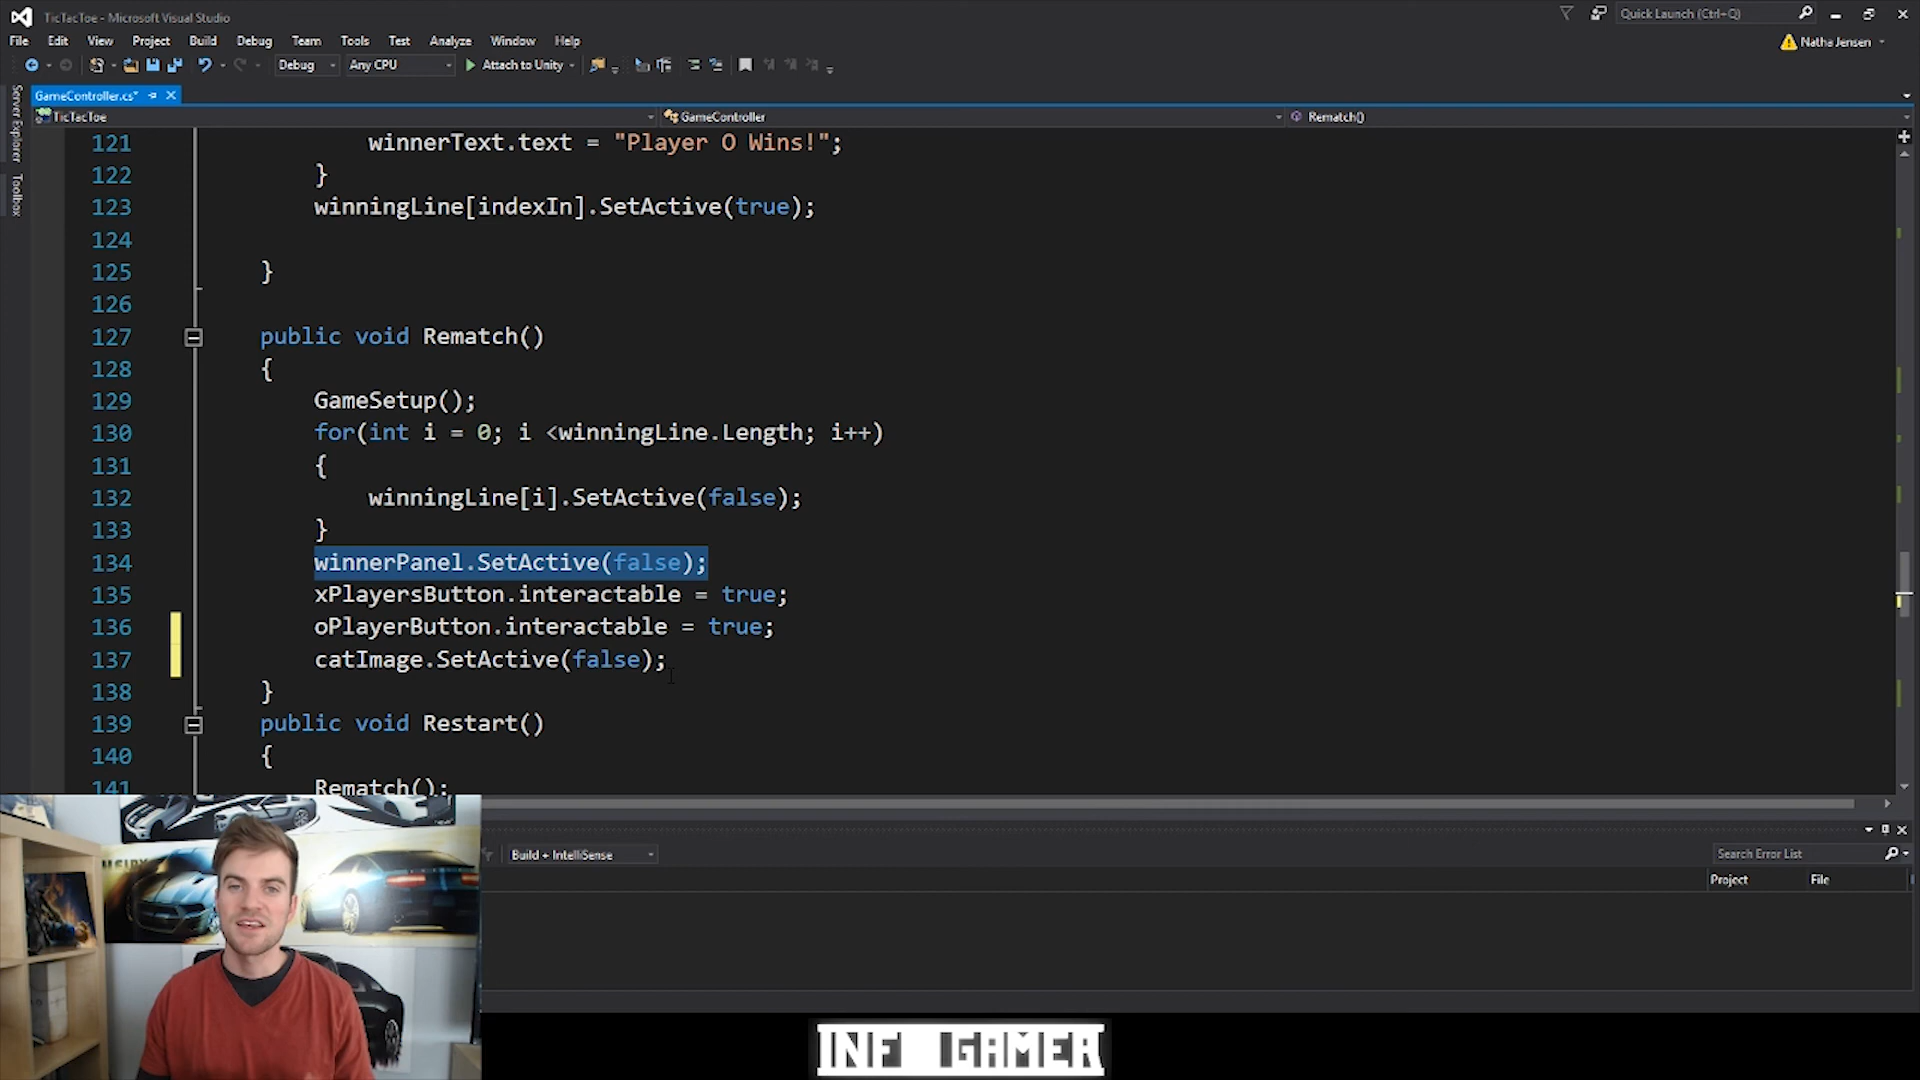 TicTacToe - Microsoft Visual Studio
Quick Launch (Ctrl+Q)
File Edit View Project Build Debug Team Tools Test Analyze Window Help
Natha Jensen
Debug Any CPU Attach to Unity
Server Explorer
Toolbox
GameController.cs*
TicTacToe GameController Rematch()
121 winnerText.text = "Player O Wins!";
122 }
123 winningLine[indexIn].SetActive(true);
124
125 }
126
127 public void Rematch()
128 {
129 GameSetup();
130 for(int i = 0; i <winningLine.Length; i++)
131 {
132 winningLine[i].SetActive(false);
133 }
134 winnerPanel.SetActive(false);
135 xPlayersButton.interactable = true;
136 oPlayerButton.interactable = true;
137 catImage.SetActive(false);
138 }
139 public void Restart()
140 {
141 Rematch();
Build + IntelliSense
Search Error List
Project File
INF GAMER